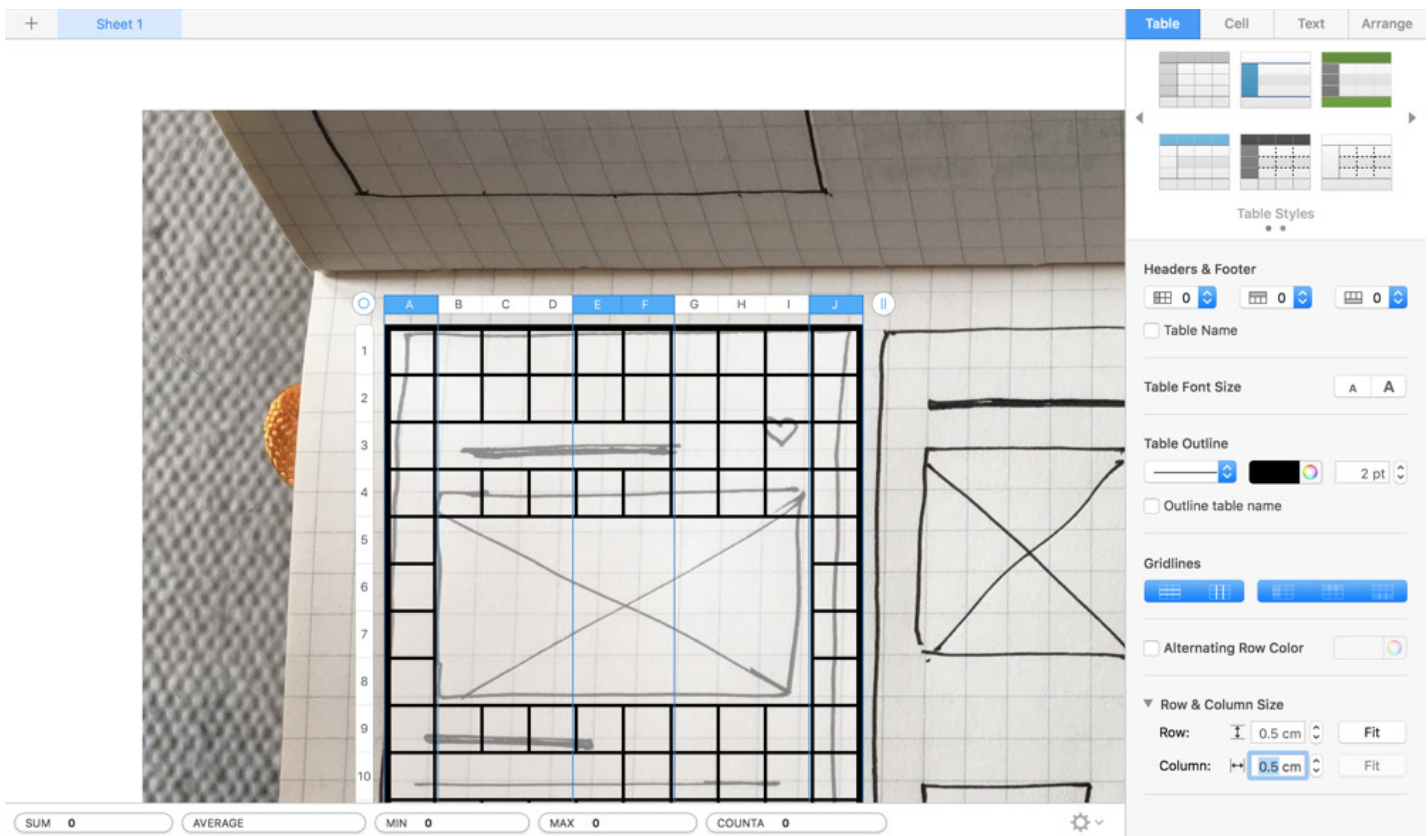 + Sheet 1
Table Cell Text Arrange
Table Styles
Headers & Footer
0 0 0
Table Name
Table Font Size A A
Table Outline
2 pt
Outline table name
Gridlines
Alternating Row Color
Row & Column Size
Row: 0.5 cm Fit
Column: 0.5 cm Fit
A B C D E F G H I J
1
2
3
4
5
6
7
8
9
10
SUM 0 AVERAGE MIN 0 MAX 0 COUNTA 0